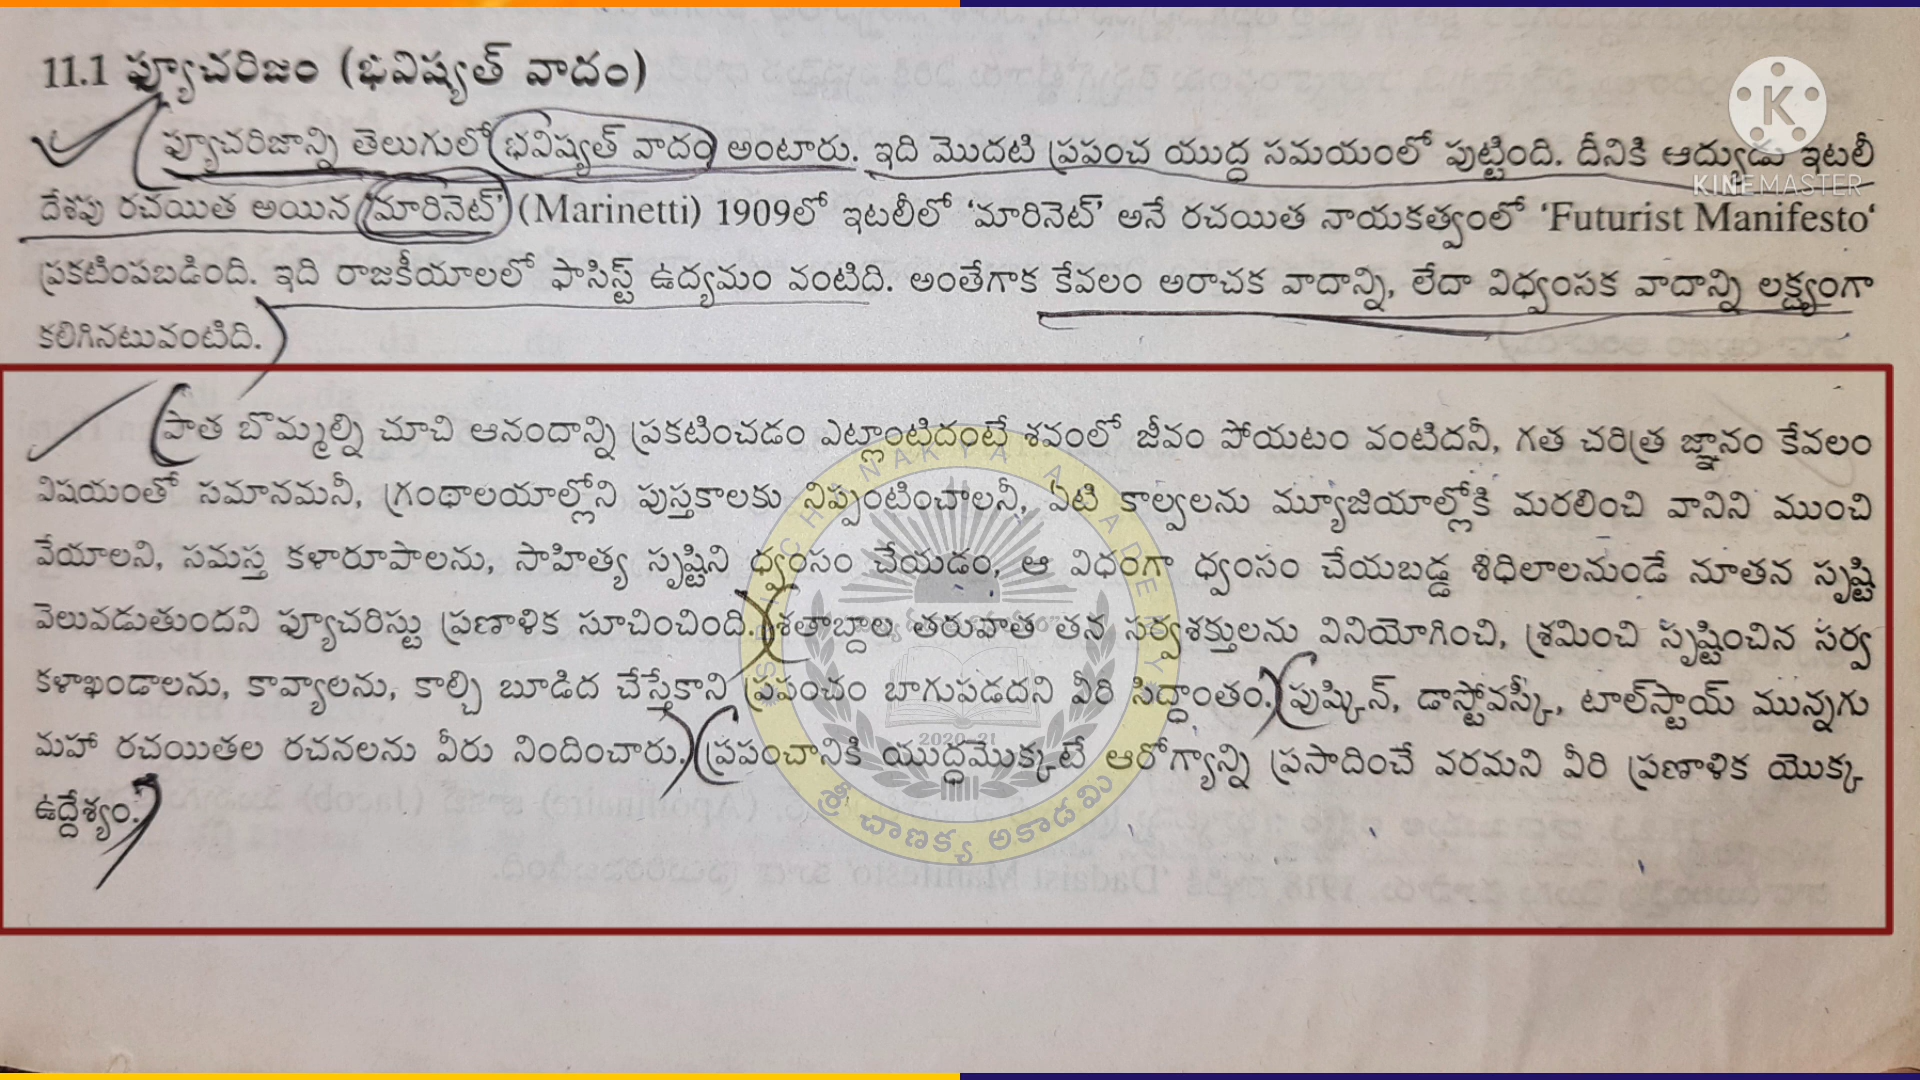 11.1 ఫ్యూచరిజం (భవిష్యత్ వాదం)
ఫ్యూచరిజాన్ని తెలుగులో భవిష్యత్ వాదం అంటారు. ఇది మొదటి ప్రపంచ యుద్ధ సమయంలో పుట్టింది. దీనికి ఆద్యుడు ఇటలీ
దేశపు రచయిత అయిన 'మారినెట్' (Marinetti) 1909లో ఇటలీలో ‘మారినెట్’ అనే రచయిత నాయకత్వంలో ‘Futurist Manifesto‘
ప్రకటింపబడింది. ఇది రాజకీయాలలో ఫాసిస్ట్ ఉద్యమం వంటిది. అంతేగాక కేవలం అరాచక వాదాన్ని, లేదా విధ్వంసక వాదాన్ని లక్ష్యంగా
కలిగినటువంటిది.
పాత బొమ్మల్ని చూచి ఆనందాన్ని ప్రకటించడం ఎట్లాంటిదంటే శవంలో జీవం పోయటం వంటిదనీ, గత చరిత్ర జ్ఞానం కేవలం
విషయంతో సమానమనీ, గ్రంథాలయాల్లోని పుస్తకాలకు నిప్పంటించాలనీ, ఏటి కాల్వలను మ్యూజియాల్లోకి మరలించి వానిని ముంచి
వేయాలని, సమస్త కళారూపాలను, సాహిత్య సృష్టిని ధ్వంసం చేయడం, ఆ విధంగా ధ్వంసం చేయబడ్డ శిధిలాలనుండే నూతన సృష్టి
వెలువడుతుందని ఫ్యూచరిస్టు ప్రణాళిక సూచించింది. శతాబ్దాల తరువాత తన సర్వశక్తులను వినియోగించి, శ్రమించి సృష్టించిన సర్వ
కళాఖండాలను, కావ్యాలను, కాల్చి బూడిద చేస్తేకాని ప్రపంచం బాగుపడదని వీరి సిద్ధాంతం. పుష్కిన్, డాస్టోవస్కీ, టాల్‌స్టాయ్ మున్నగు
మహా రచయితల రచనలను వీరు నిందించారు. ప్రపంచానికి యుద్ధమొక్కటే ఆరోగ్యాన్ని ప్రసాదించే వరమని వీరి ప్రణాళిక యొక్క
ఉద్దేశ్యం.
K
KINEMASTER
2020-21
శ్రీ చాణక్య అకాడమి